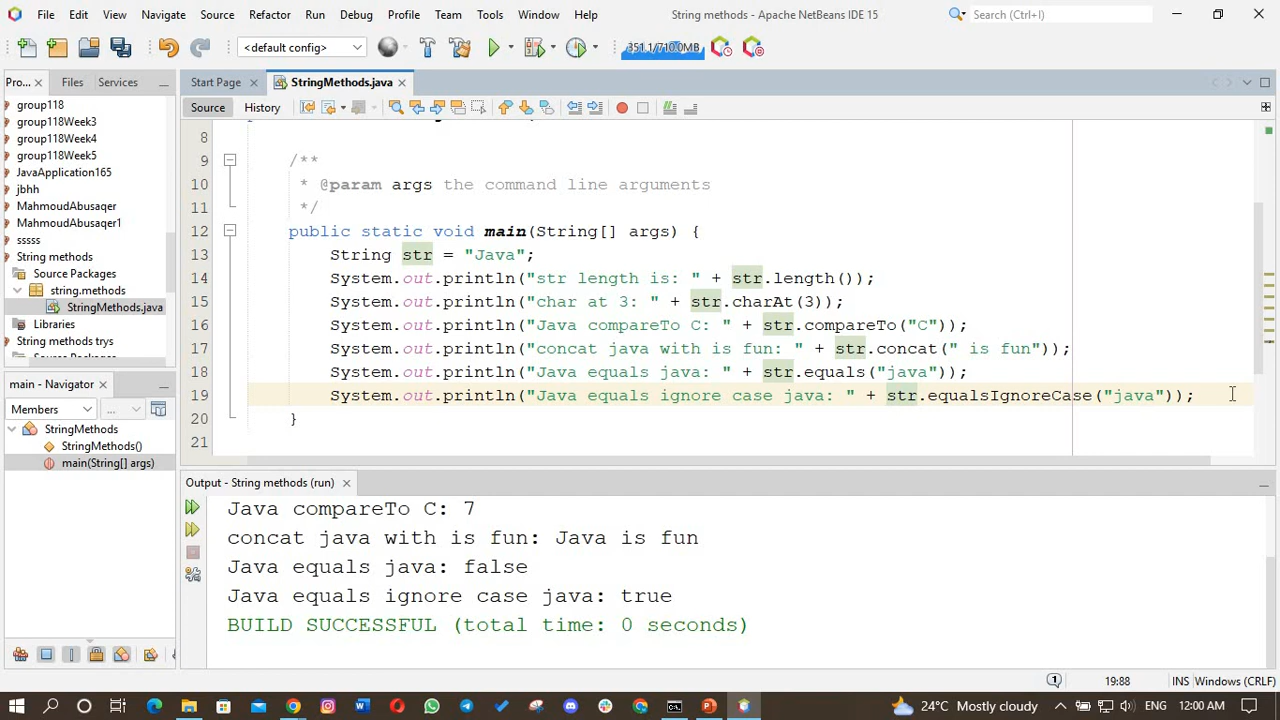 File Edit View Navigate Source Refactor Run Debug Profile Team Tools Window Help String methods - Apache NetBeans IDE 15 Search (Ctrl+I)
<default config> 351.1/710.0MB
Pro... Files Services Start Page StringMethods.java
Source History
group118
group118Week3
group118Week4
group118Week5
JavaApplication165
jbhh
MahmoudAbusaqer
MahmoudAbusaqer1
sssss
String methods
Source Packages
string.methods
StringMethods.java
Libraries
String methods trys
Source Packages
main - Navigator
Members ...
StringMethods
StringMethods()
main(String[] args)
8
9 /**
10 * @param args the command line arguments
11 */
12 public static void main(String[] args) {
13 String str = "Java";
14 System.out.println("str length is: " + str.length());
15 System.out.println("char at 3: " + str.charAt(3));
16 System.out.println("Java compareTo C: " + str.compareTo("C"));
17 System.out.println("concat java with is fun: " + str.concat(" is fun"));
18 System.out.println("Java equals java: " + str.equals("java"));
19 System.out.println("Java equals ignore case java: " + str.equalsIgnoreCase("java"));
20 }
21
Output - String methods (run)
Java compareTo C: 7
concat java with is fun: Java is fun
Java equals java: false
Java equals ignore case java: true
BUILD SUCCESSFUL (total time: 0 seconds)
1 19:88 INS Windows (CRLF)
24°C Mostly cloudy ENG 12:00 AM